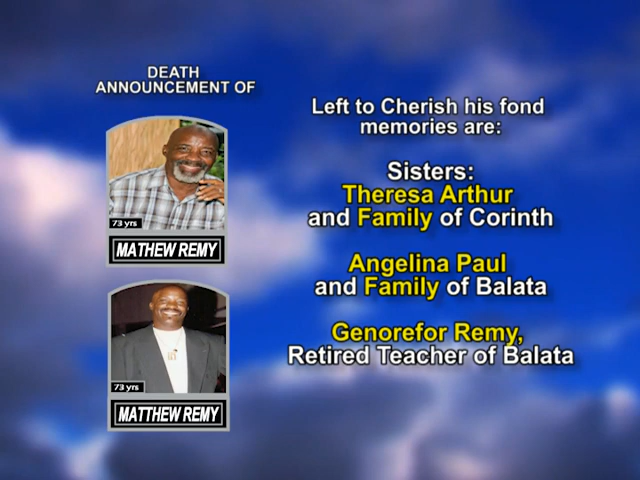 DEATH
ANNOUNCEMENT OF
73 yrs
MATHEW REMY
73 yrs
MATTHEW REMY
Left to Cherish his fond
memories are:
Sisters:
Theresa Arthur
and Family of Corinth
Angelina Paul
and Family of Balata
Genorefor Remy,
Retired Teacher of Balata